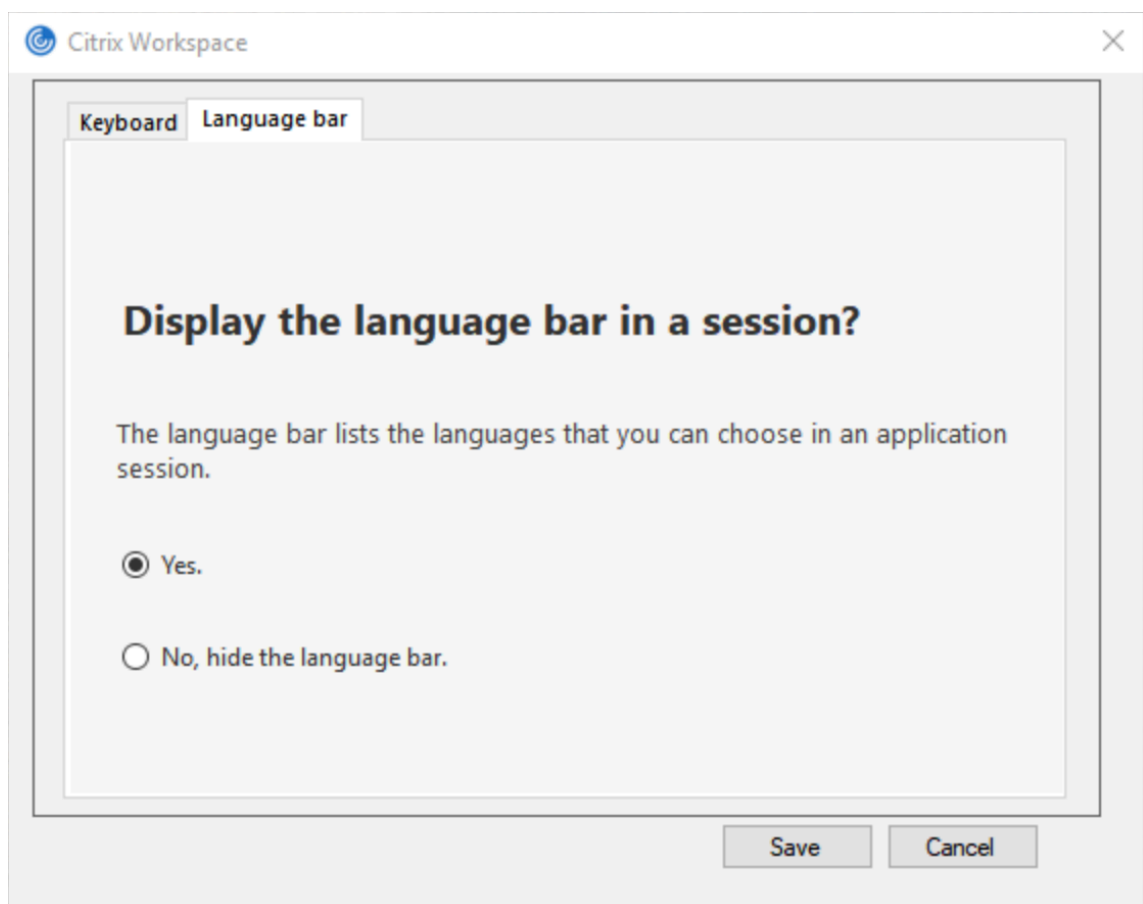 Citrix Workspace
Keyboard
Language bar
Display the language bar in a session?
The language bar lists the languages that you can choose in an application
session.
Yes.
No, hide the language bar.
Save
Cancel